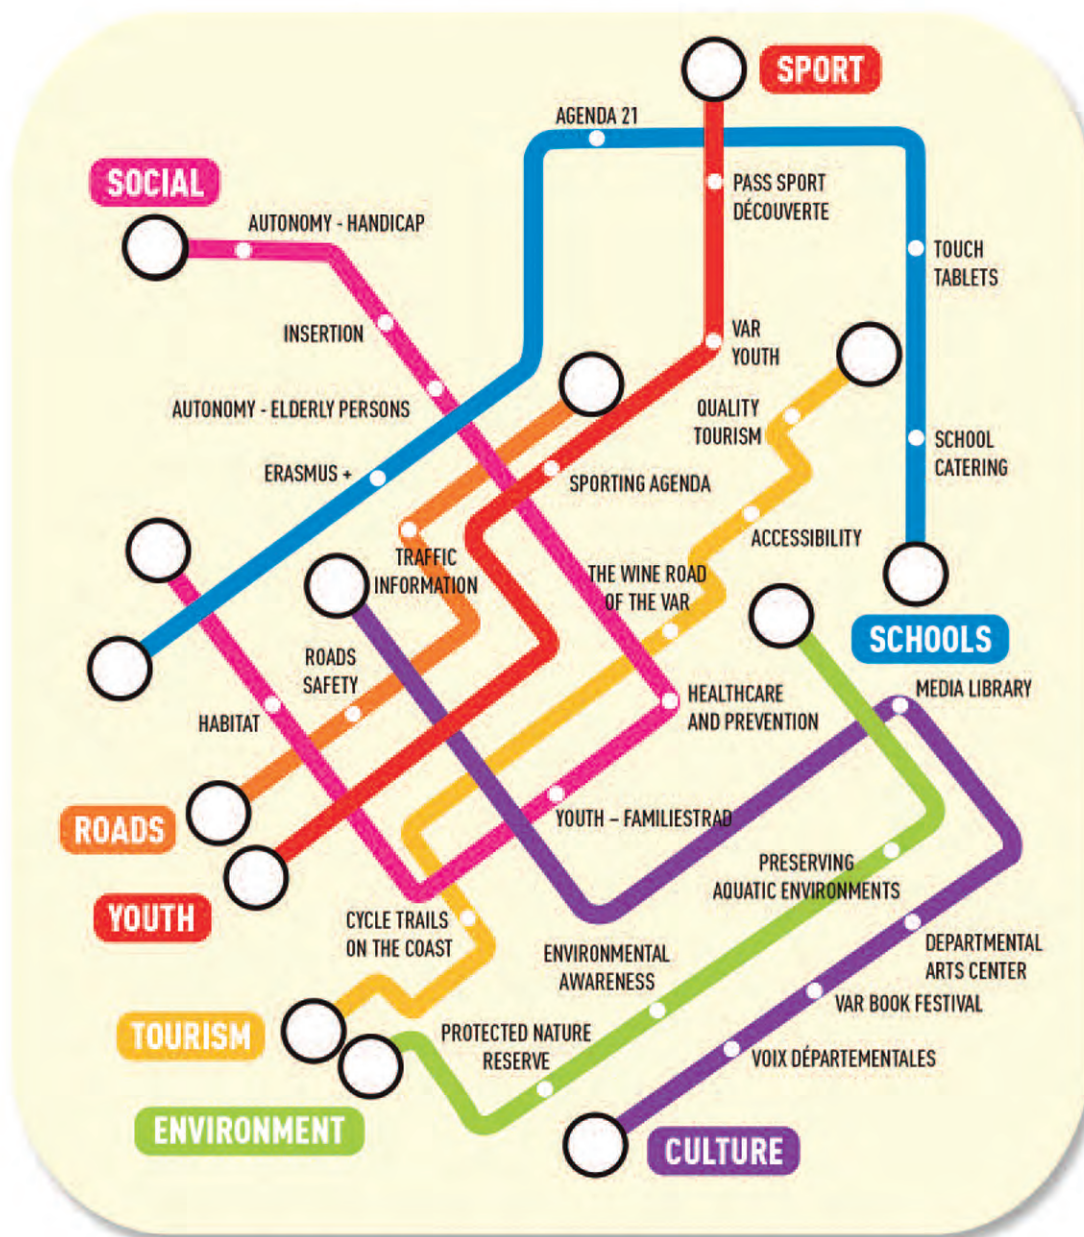 SPORT
AGENDA 21
SOCIAL
PASS SPORT
DÉCOUVERTE
AUTONOMY - HANDICAP
TOUCH
TABLETS
INSERTION
VAR
YOUTH
AUTONOMY - ELDERLY PERSONS
QUALITY
TOURISM
SCHOOL
CATERING
ERASMUS +
SPORTING AGENDA
ACCESSIBILITY
TRAFFIC
INFORMATION
THE WINE ROAD
OF THE VAR
SCHOOLS
ROADS
SAFETY
MEDIA LIBRARY
HABITAT
HEALTHCARE
AND PREVENTION
ROADS
YOUTH – FAMILIESTRAD
PRESERVING
AQUATIC ENVIRONMENTS
YOUTH
CYCLE TRAILS
ON THE COAST
ENVIRONMENTAL
AWARENESS
DEPARTMENTAL
ARTS CENTER
VAR BOOK FESTIVAL
TOURISM
PROTECTED NATURE
RESERVE
VOIX DÉPARTEMENTALES
ENVIRONMENT
CULTURE